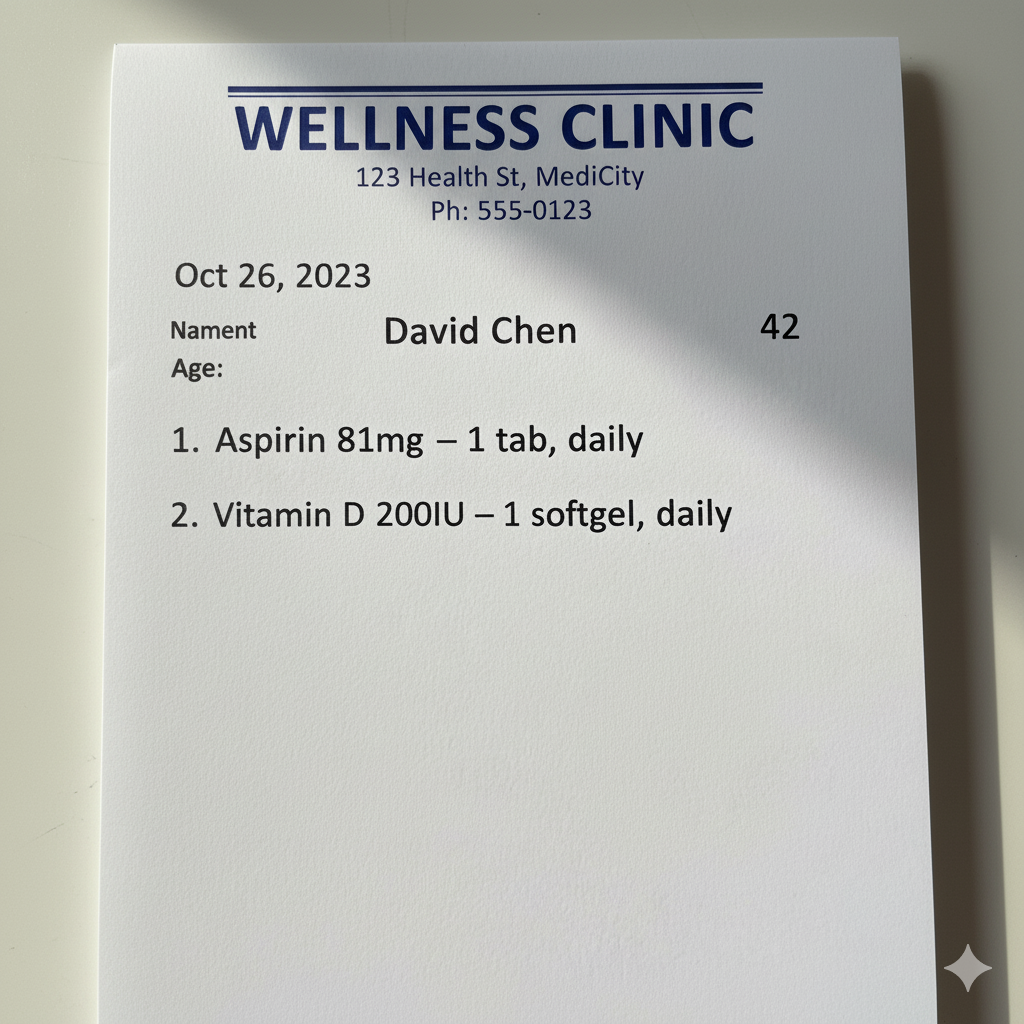 WELLNESS CLINIC
123 Health St, MediCity
Ph: 555-0123
Oct 26, 2023
Nament David Chen 42
Age:
1. Aspirin 81mg – 1 tab, daily
2. Vitamin D 200IU – 1 softgel, daily